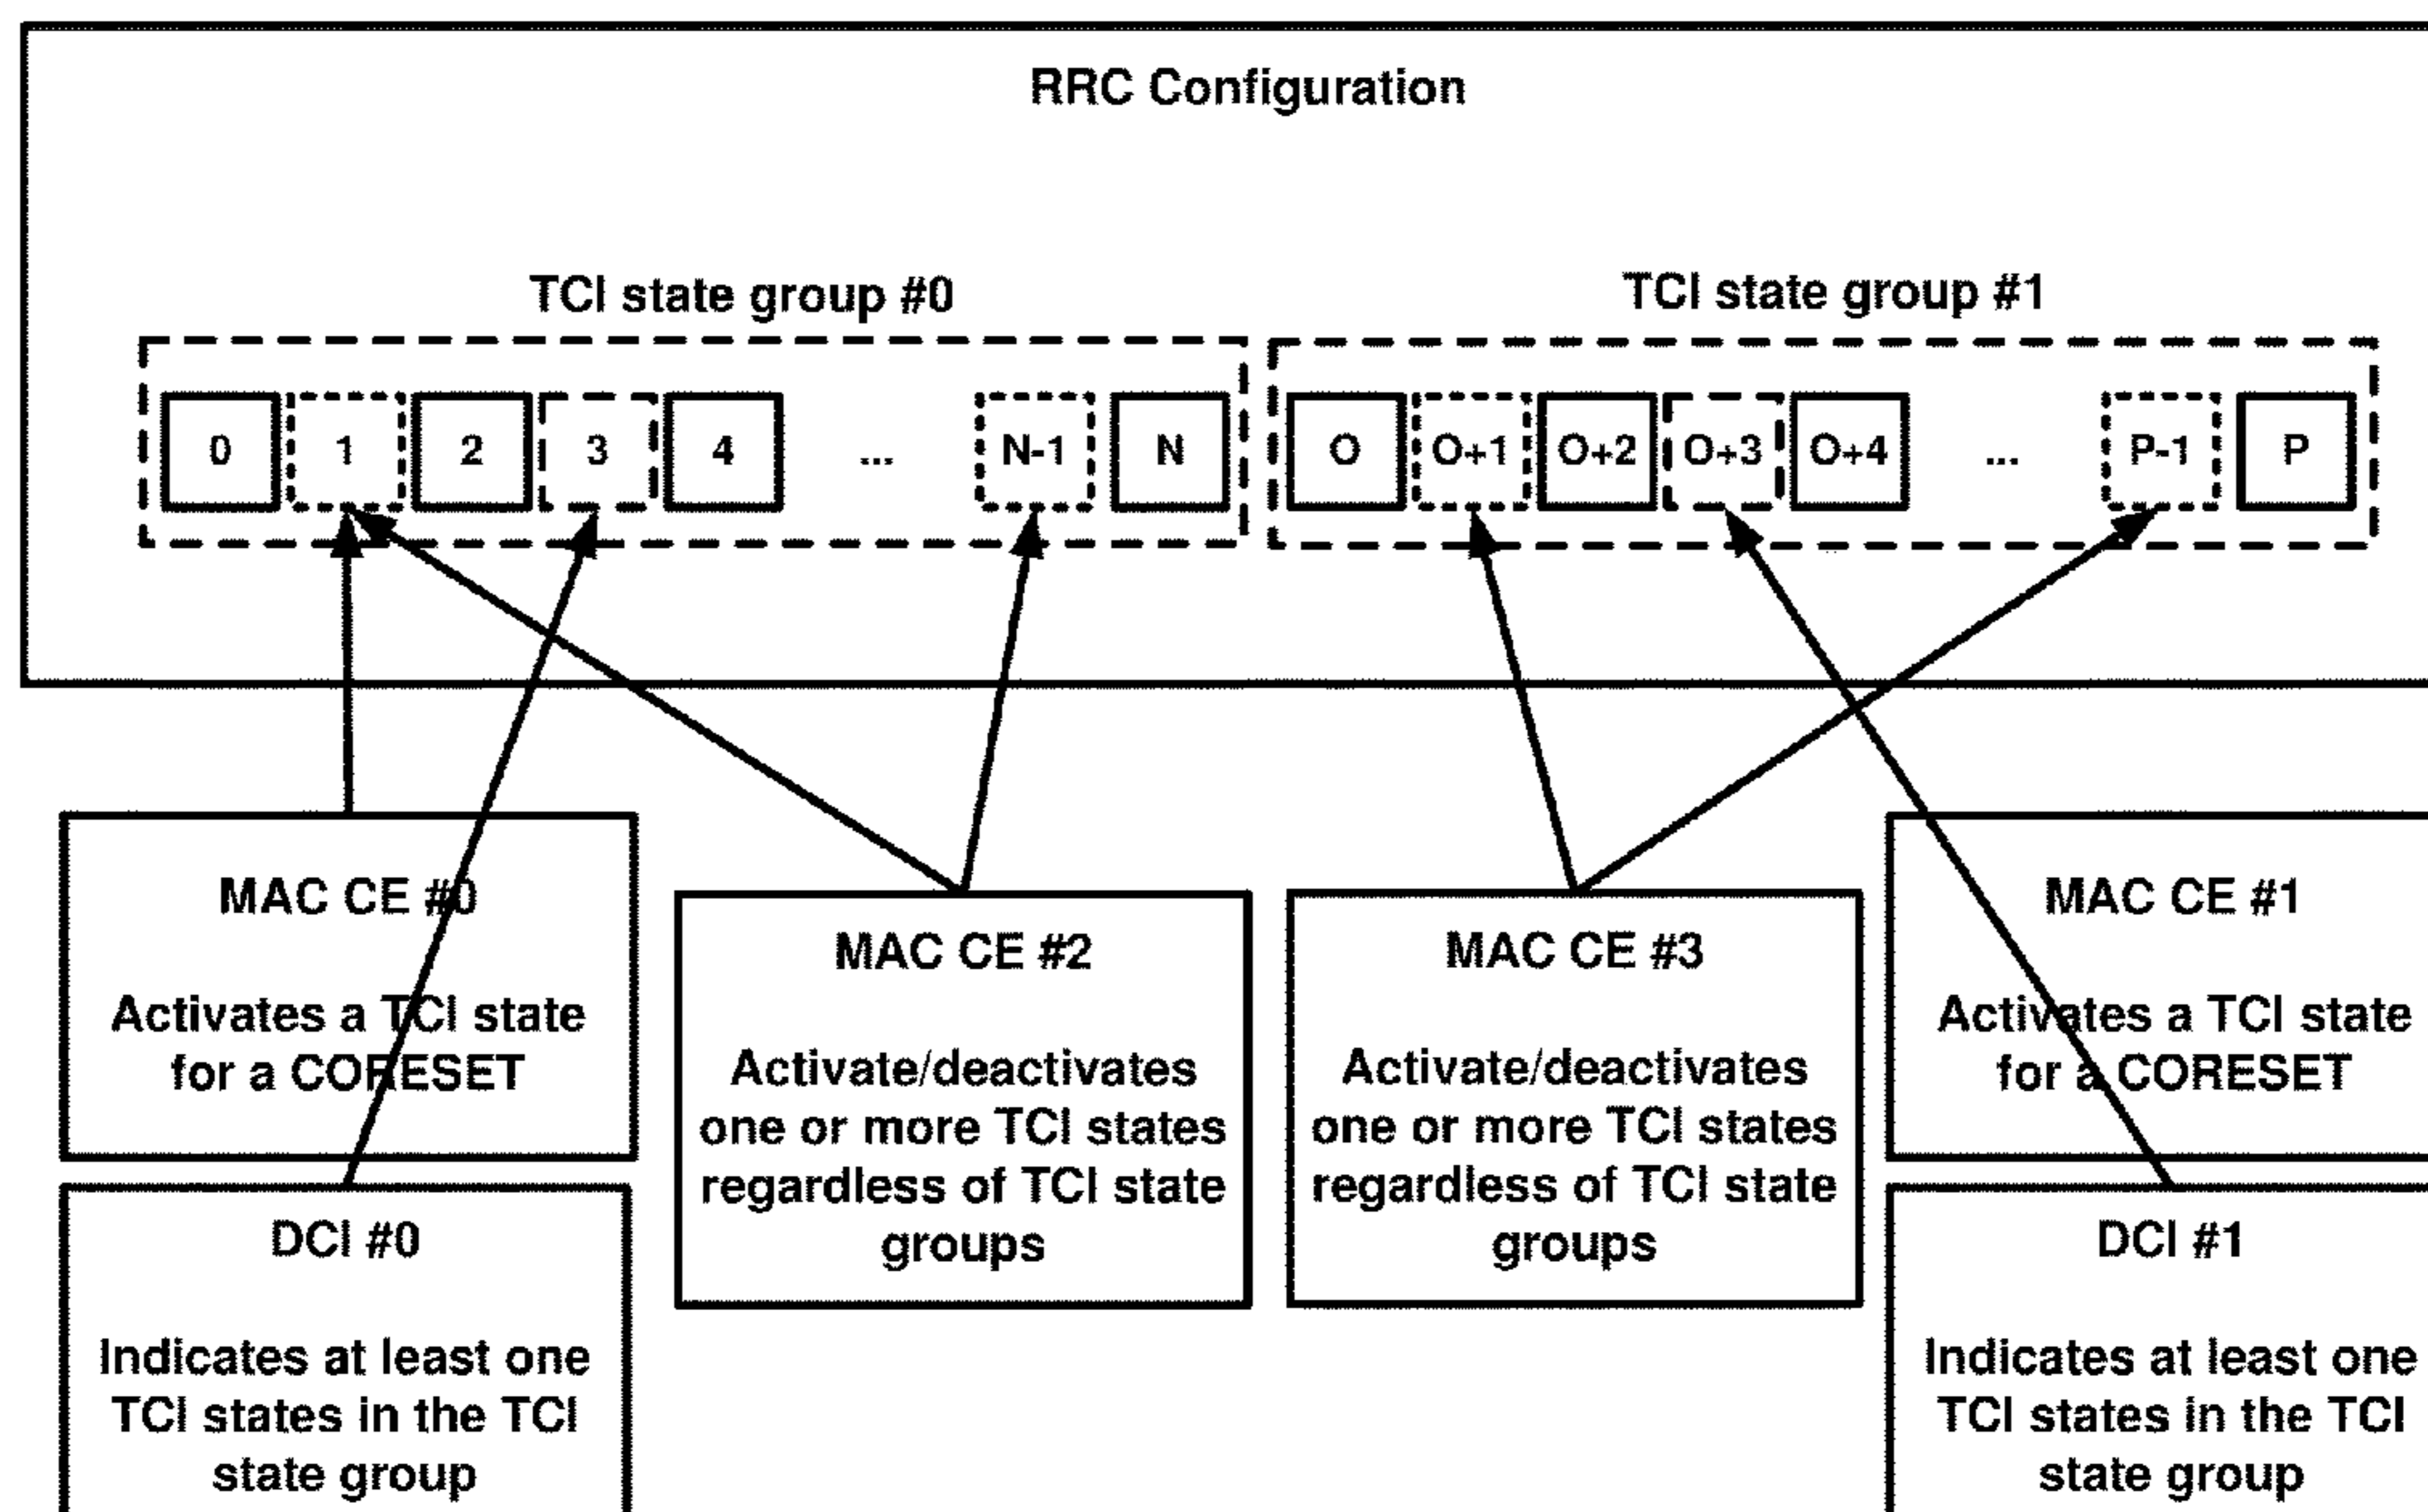 RRC Configuration
TCI state group #0
TCI state group #1
0 1 2 3 4 ... N-1 N
O O+1 O+2 O+3 O+4 ... P-1 P
MAC CE #0
Activates a TCI state
for a CORESET
MAC CE #2
Activate/deactivates
one or more TCI states
regardless of TCI state
groups
MAC CE #3
Activate/deactivates
one or more TCI states
regardless of TCI state
groups
MAC CE #1
Activates a TCI state
for a CORESET
DCI #0
Indicates at least one
TCI states in the TCI
state group
DCI #1
Indicates at least one
TCI states in the TCI
state group